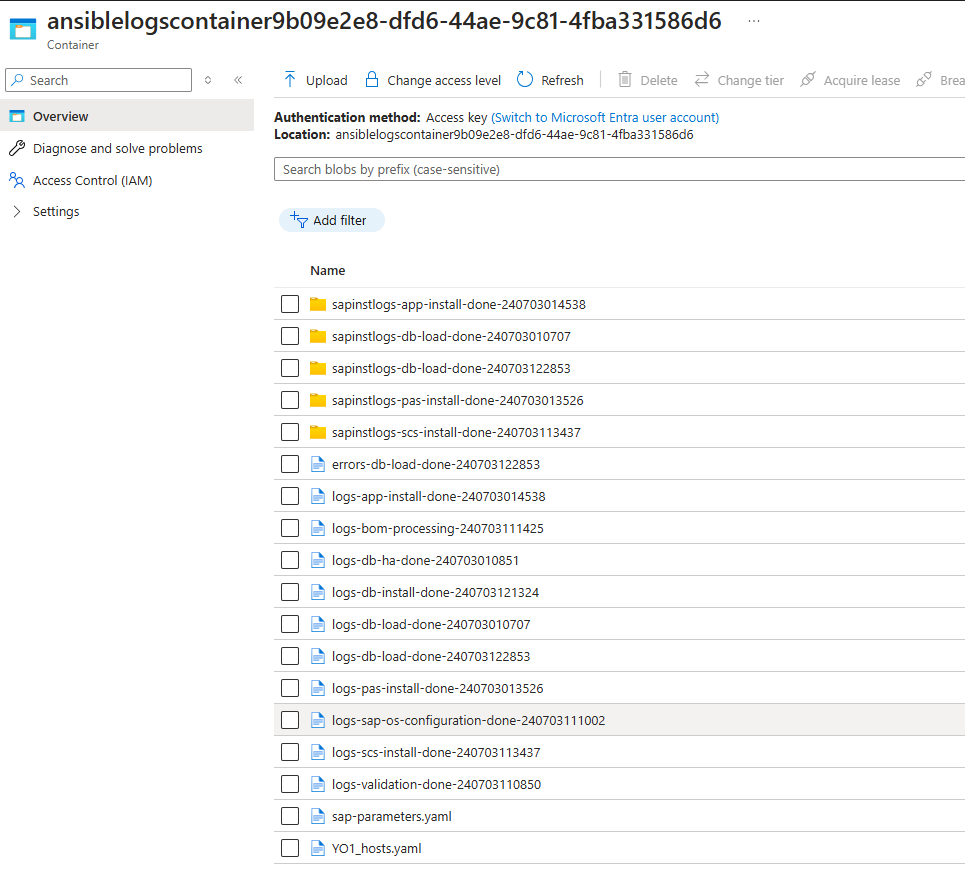 ansiblelogscontainer9b09e2e8-dfd6-44ae-9c81-4fba331586d6 ...
Container
Search
Upload Change access level Refresh Delete Change tier Acquire lease Brea
Overview
Diagnose and solve problems
Access Control (IAM)
Settings
Authentication method: Access key (Switch to Microsoft Entra user account)
Location: ansiblelogscontainer9b09e2e8-dfd6-44ae-9c81-4fba331586d6
Search blobs by prefix (case-sensitive)
Add filter
Name
sapinstlogs-app-install-done-240703014538
sapinstlogs-db-load-done-240703010707
sapinstlogs-db-load-done-240703122853
sapinstlogs-pas-install-done-240703013526
sapinstlogs-scs-install-done-240703113437
errors-db-load-done-240703122853
logs-app-install-done-240703014538
logs-bom-processing-240703111425
logs-db-ha-done-240703010851
logs-db-install-done-240703121324
logs-db-load-done-240703010707
logs-db-load-done-240703122853
logs-pas-install-done-240703013526
logs-sap-os-configuration-done-240703111002
logs-scs-install-done-240703113437
logs-validation-done-240703110850
sap-parameters.yaml
YO1_hosts.yaml